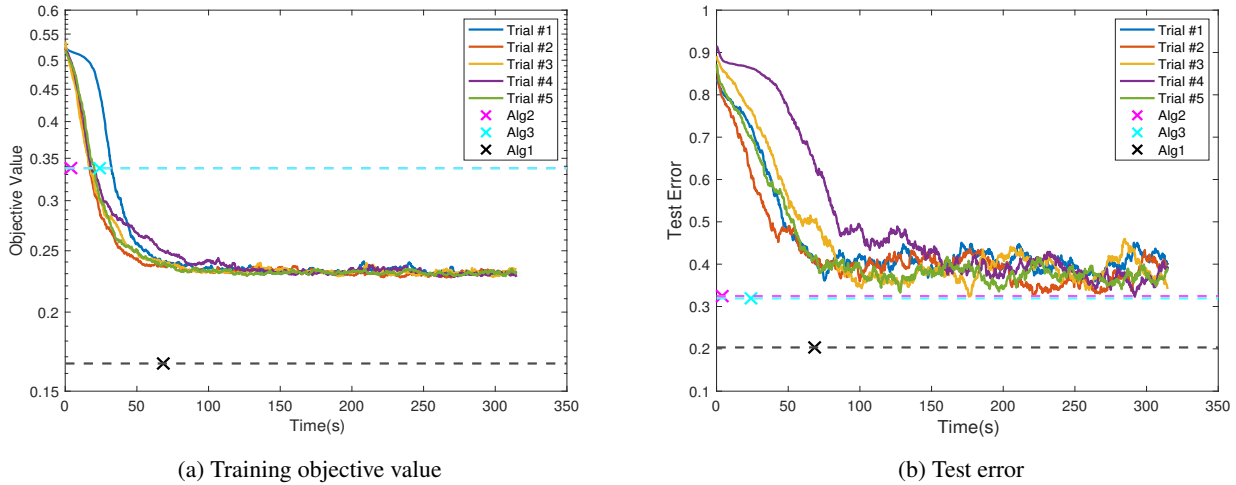 0.6
0.55
0.5
0.45
0.4
0.35
0.3
0.25
0.2
0.15
0 50 100 150 200 250 300 350
Objective Value
Time(s)
Trial #1
Trial #2
Trial #3
Trial #4
Trial #5
Alg2
Alg3
Alg1
(a) Training objective value
1
0.9
0.8
0.7
0.6
0.5
0.4
0.3
0.2
0.1
0 50 100 150 200 250 300 350
Test Error
Time(s)
Trial #1
Trial #2
Trial #3
Trial #4
Trial #5
Alg2
Alg3
Alg1
(b) Test error